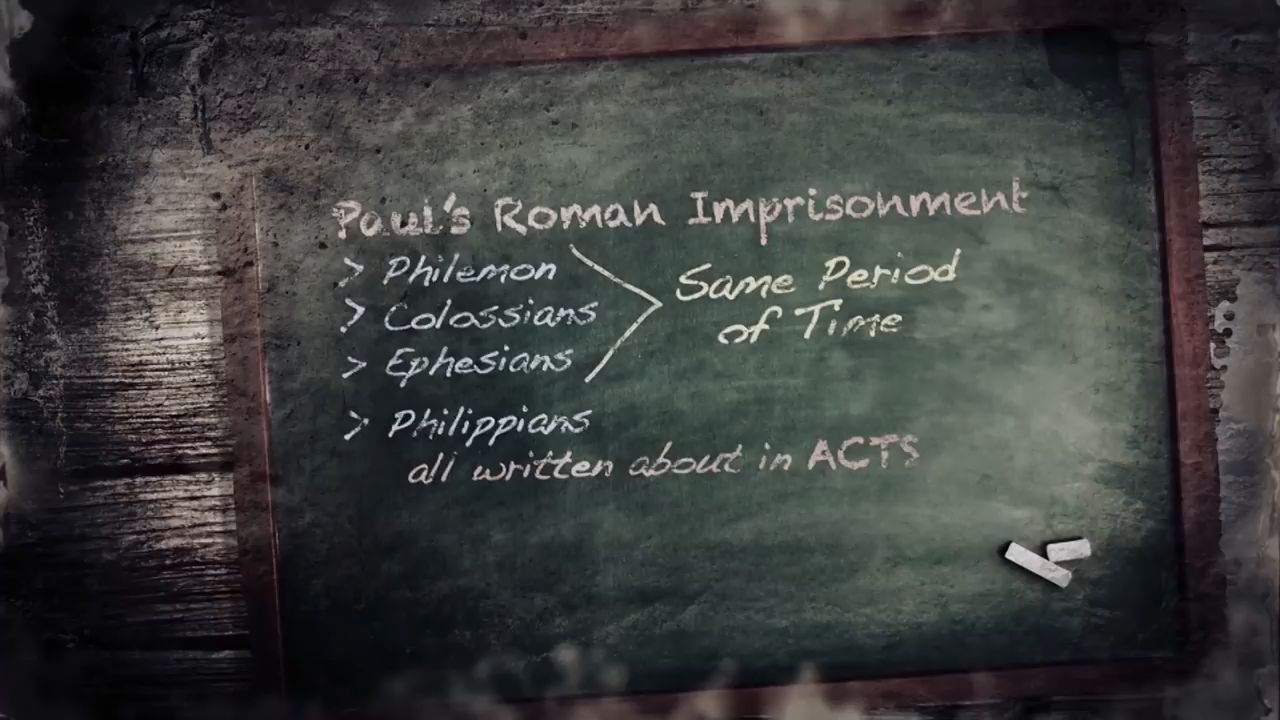 Paul's Roman Imprisonment
> Philemon
> Colossians
> Ephesians
Same Period
of Time
> Philippians
all written about in ACTS